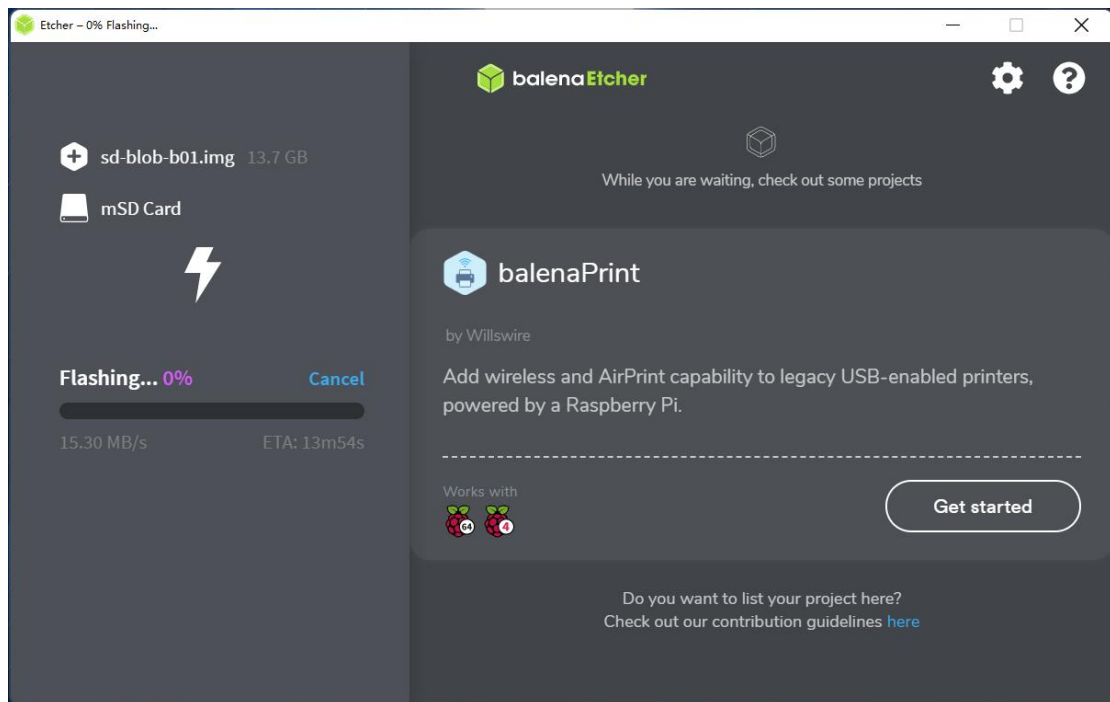 Etcher – 0% Flashing...
balenaEtcher
sd-blob-b01.img 13.7 GB
mSD Card
Flashing... 0%
Cancel
15.30 MB/s
ETA: 13m54s
While you are waiting, check out some projects
balenaPrint
by Willswire
Add wireless and AirPrint capability to legacy USB-enabled printers,
powered by a Raspberry Pi.
Works with
64
4
Get started
Do you want to list your project here?
Check out our contribution guidelines here